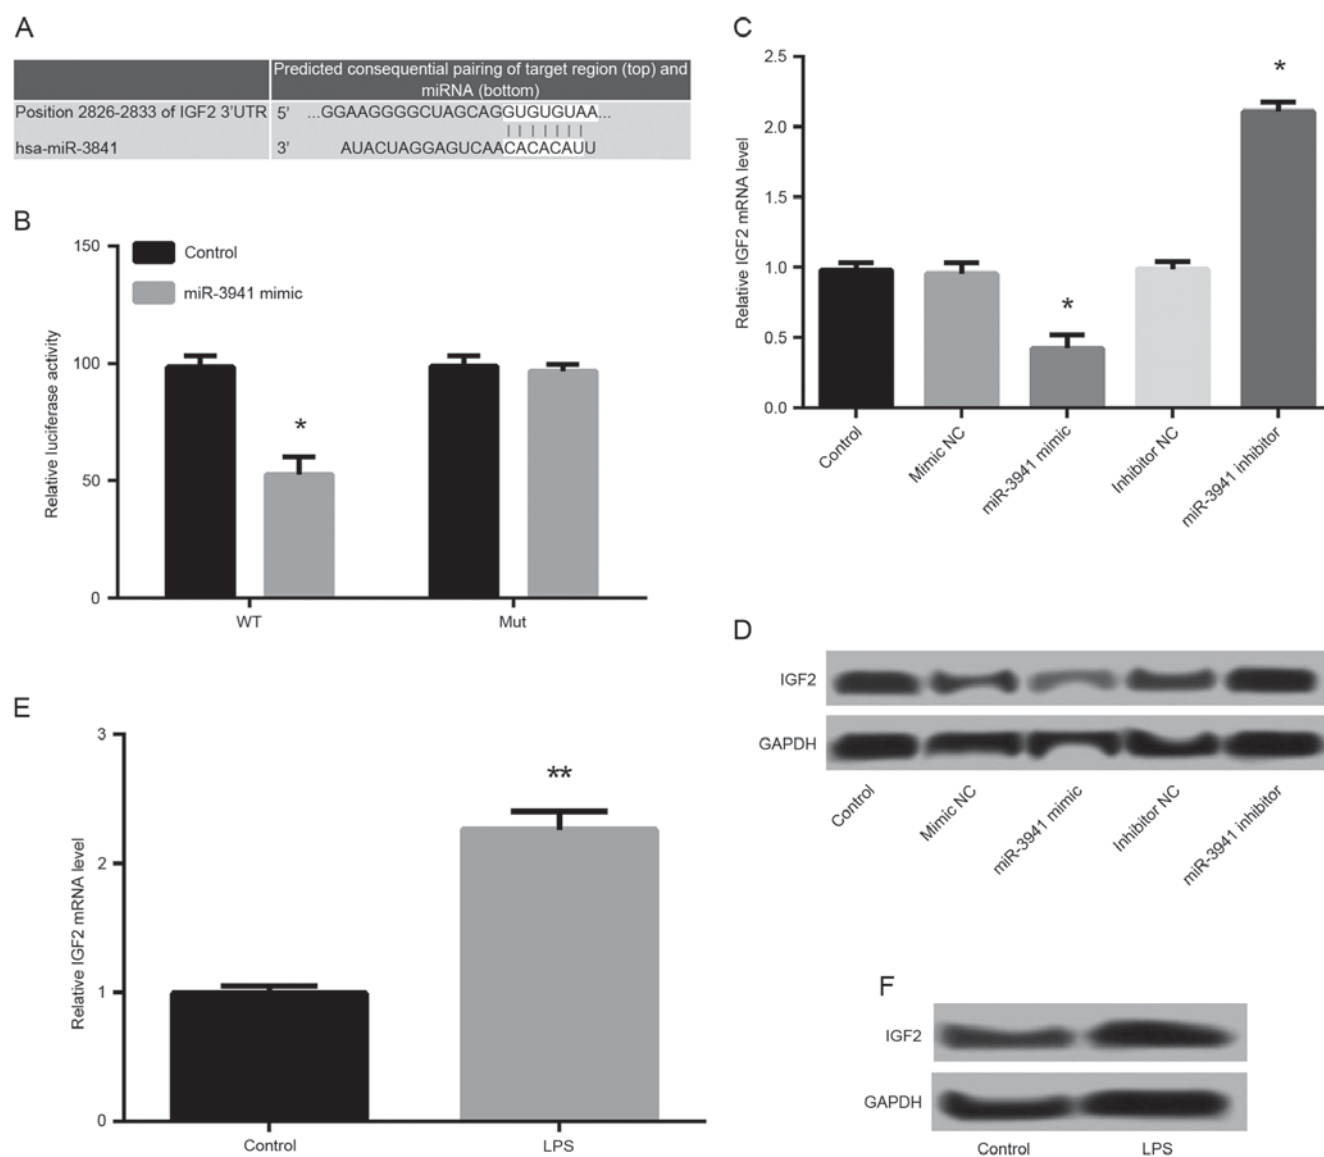 A
Predicted consequential pairing of target region (top) and
miRNA (bottom)
Position 2826-2833 of IGF2 3'UTR 5' ...GGAAGGGGCUAGCAGGUGUGUAA...
hsa-miR-3841 3' AUACUAGGAGUCAACACACAUU
B
150
100
50
0
Relative luciferase activity
Control
miR-3941 mimic
*
WT
Mut
C
2.5
2.0
1.5
1.0
0.5
0.0
Relative IGF2 mRNA level
*
*
Control
Mimic NC
miR-3941 mimic
Inhibitor NC
miR-3941 inhibitor
D
IGF2
GAPDH
Control
Mimic NC
miR-3941 mimic
Inhibitor NC
miR-3941 inhibitor
E
3
2
1
0
Relative IGF2 mRNA level
**
Control
LPS
F
IGF2
GAPDH
Control
LPS